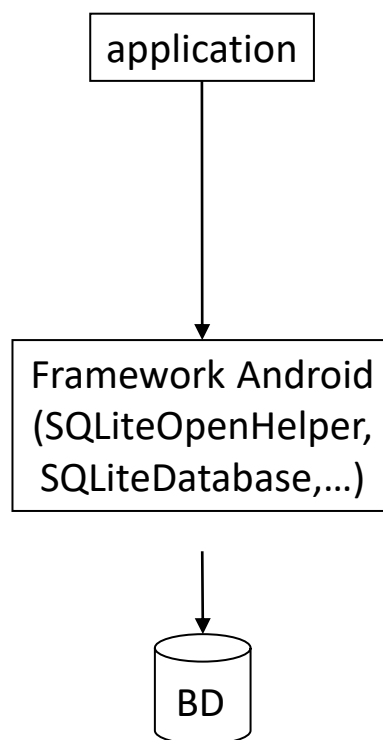 application
Framework Android
(SQLiteOpenHelper,
SQLiteDatabase,…)
BD